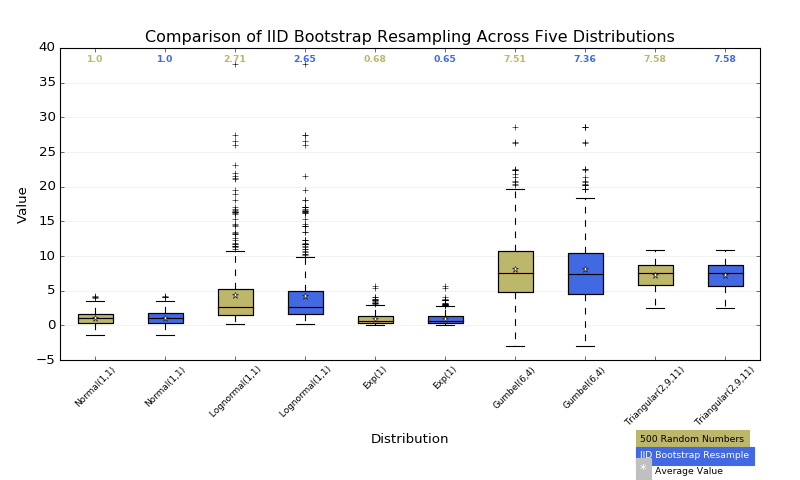 Comparison of IID Bootstrap Resampling Across Five Distributions
40
1.0 1.0 2.71 2.65 0.68 0.65 7.51 7.36 7.58 7.58
35
30
25
20
15
10
5
0
−5
Value
Normal(1,1) Normal(1,1) Lognormal(1,1) Lognormal(1,1) Exp(1) Exp(1) Gumbel(6,4) Gumbel(6,4) Triangular(2,9,11) Triangular(2,9,11)
Distribution
500 Random Numbers
IID Bootstrap Resample
* Average Value